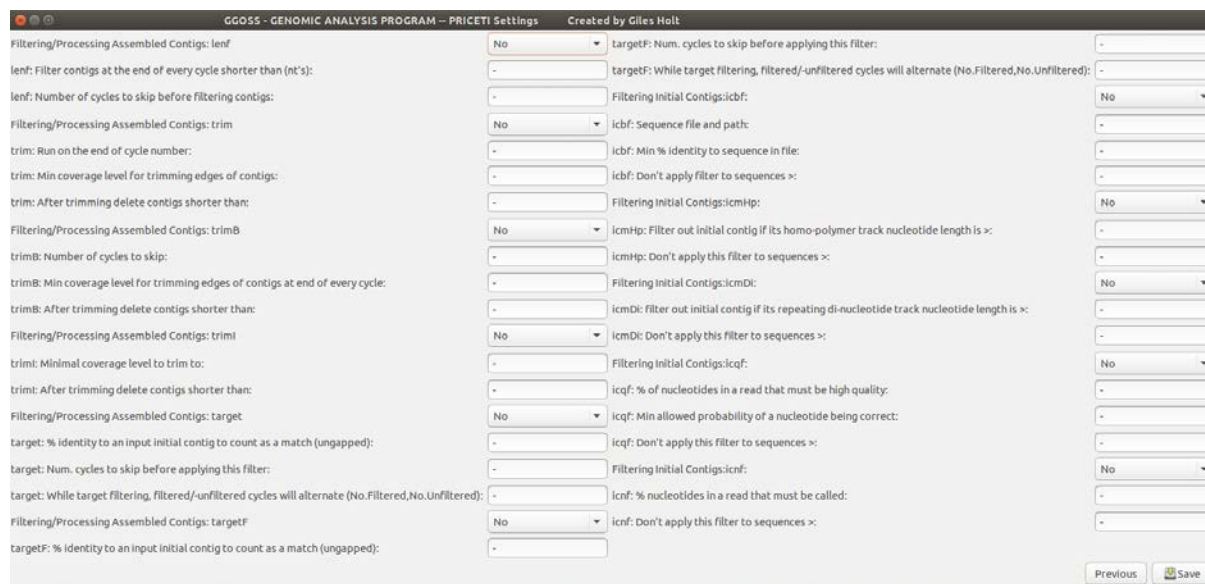 GGOSS - GENOMIC ANALYSIS PROGRAM -- PRICETI Settings Created by Giles Holt
Filtering/Processing Assembled Contigs: lenf No
lenf: Filter contigs at the end of every cycle shorter than (nt's): -
lenf: Number of cycles to skip before filtering contigs: -
Filtering/Processing Assembled Contigs: trim No
trim: Run on the end of cycle number: -
trim: Min coverage level for trimming edges of contigs: -
trim: After trimming delete contigs shorter than: -
Filtering/Processing Assembled Contigs: trimB No
trimB: Number of cycles to skip: -
trimB: Min coverage level for trimming edges of contigs at end of every cycle: -
trimB: After trimming delete contigs shorter than: -
Filtering/Processing Assembled Contigs: trimI No
trimI: Minimal coverage level to trim to: -
trimI: After trimming delete contigs shorter than: -
Filtering/Processing Assembled Contigs: target No
target: % identity to an input initial contig to count as a match (ungapped): -
target: Num. cycles to skip before applying this filter: -
target: While target filtering, filtered/-unfiltered cycles will alternate (No.Filtered,No.Unfiltered): -
Filtering/Processing Assembled Contigs: targetF No
targetF: % identity to an input initial contig to count as a match (ungapped): -
targetF: Num. cycles to skip before applying this filter: -
targetF: While target filtering, filtered/-unfiltered cycles will alternate (No.Filtered,No.Unfiltered): -
Filtering Initial Contigs:icbf: No
icbf: Sequence file and path: -
icbf: Min % identity to sequence in file: -
icbf: Don't apply filter to sequences >: -
Filtering Initial Contigs:icmHp: No
icmHp: Filter out initial contig if its homo-polymer track nucleotide length is >: -
icmHp: Don't apply this filter to sequences >: -
Filtering Initial Contigs:icmDi: No
icmDi: filter out initial contig if its repeating di-nucleotide track nucleotide length is >: -
icmDi: Don't apply this filter to sequences >: -
Filtering Initial Contigs:icqf: No
icqf: % of nucleotides in a read that must be high quality: -
icqf: Min allowed probability of a nucleotide being correct: -
icqf: Don't apply this filter to sequences >: -
Filtering Initial Contigs:icnf: No
icnf: % nucleotides in a read that must be called: -
icnf: Don't apply this filter to sequences >: -
Previous Save